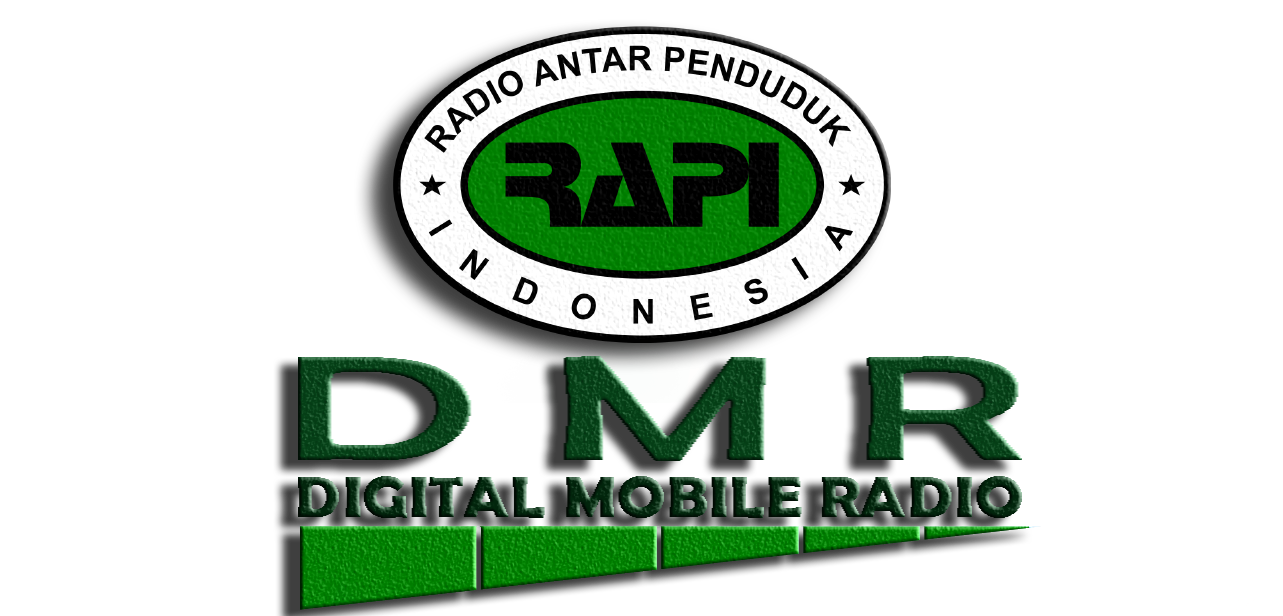 RADIO ANTAR PENDUDUK
RAPI
INDONESIA
DMR
DIGITAL MOBILE RADIO